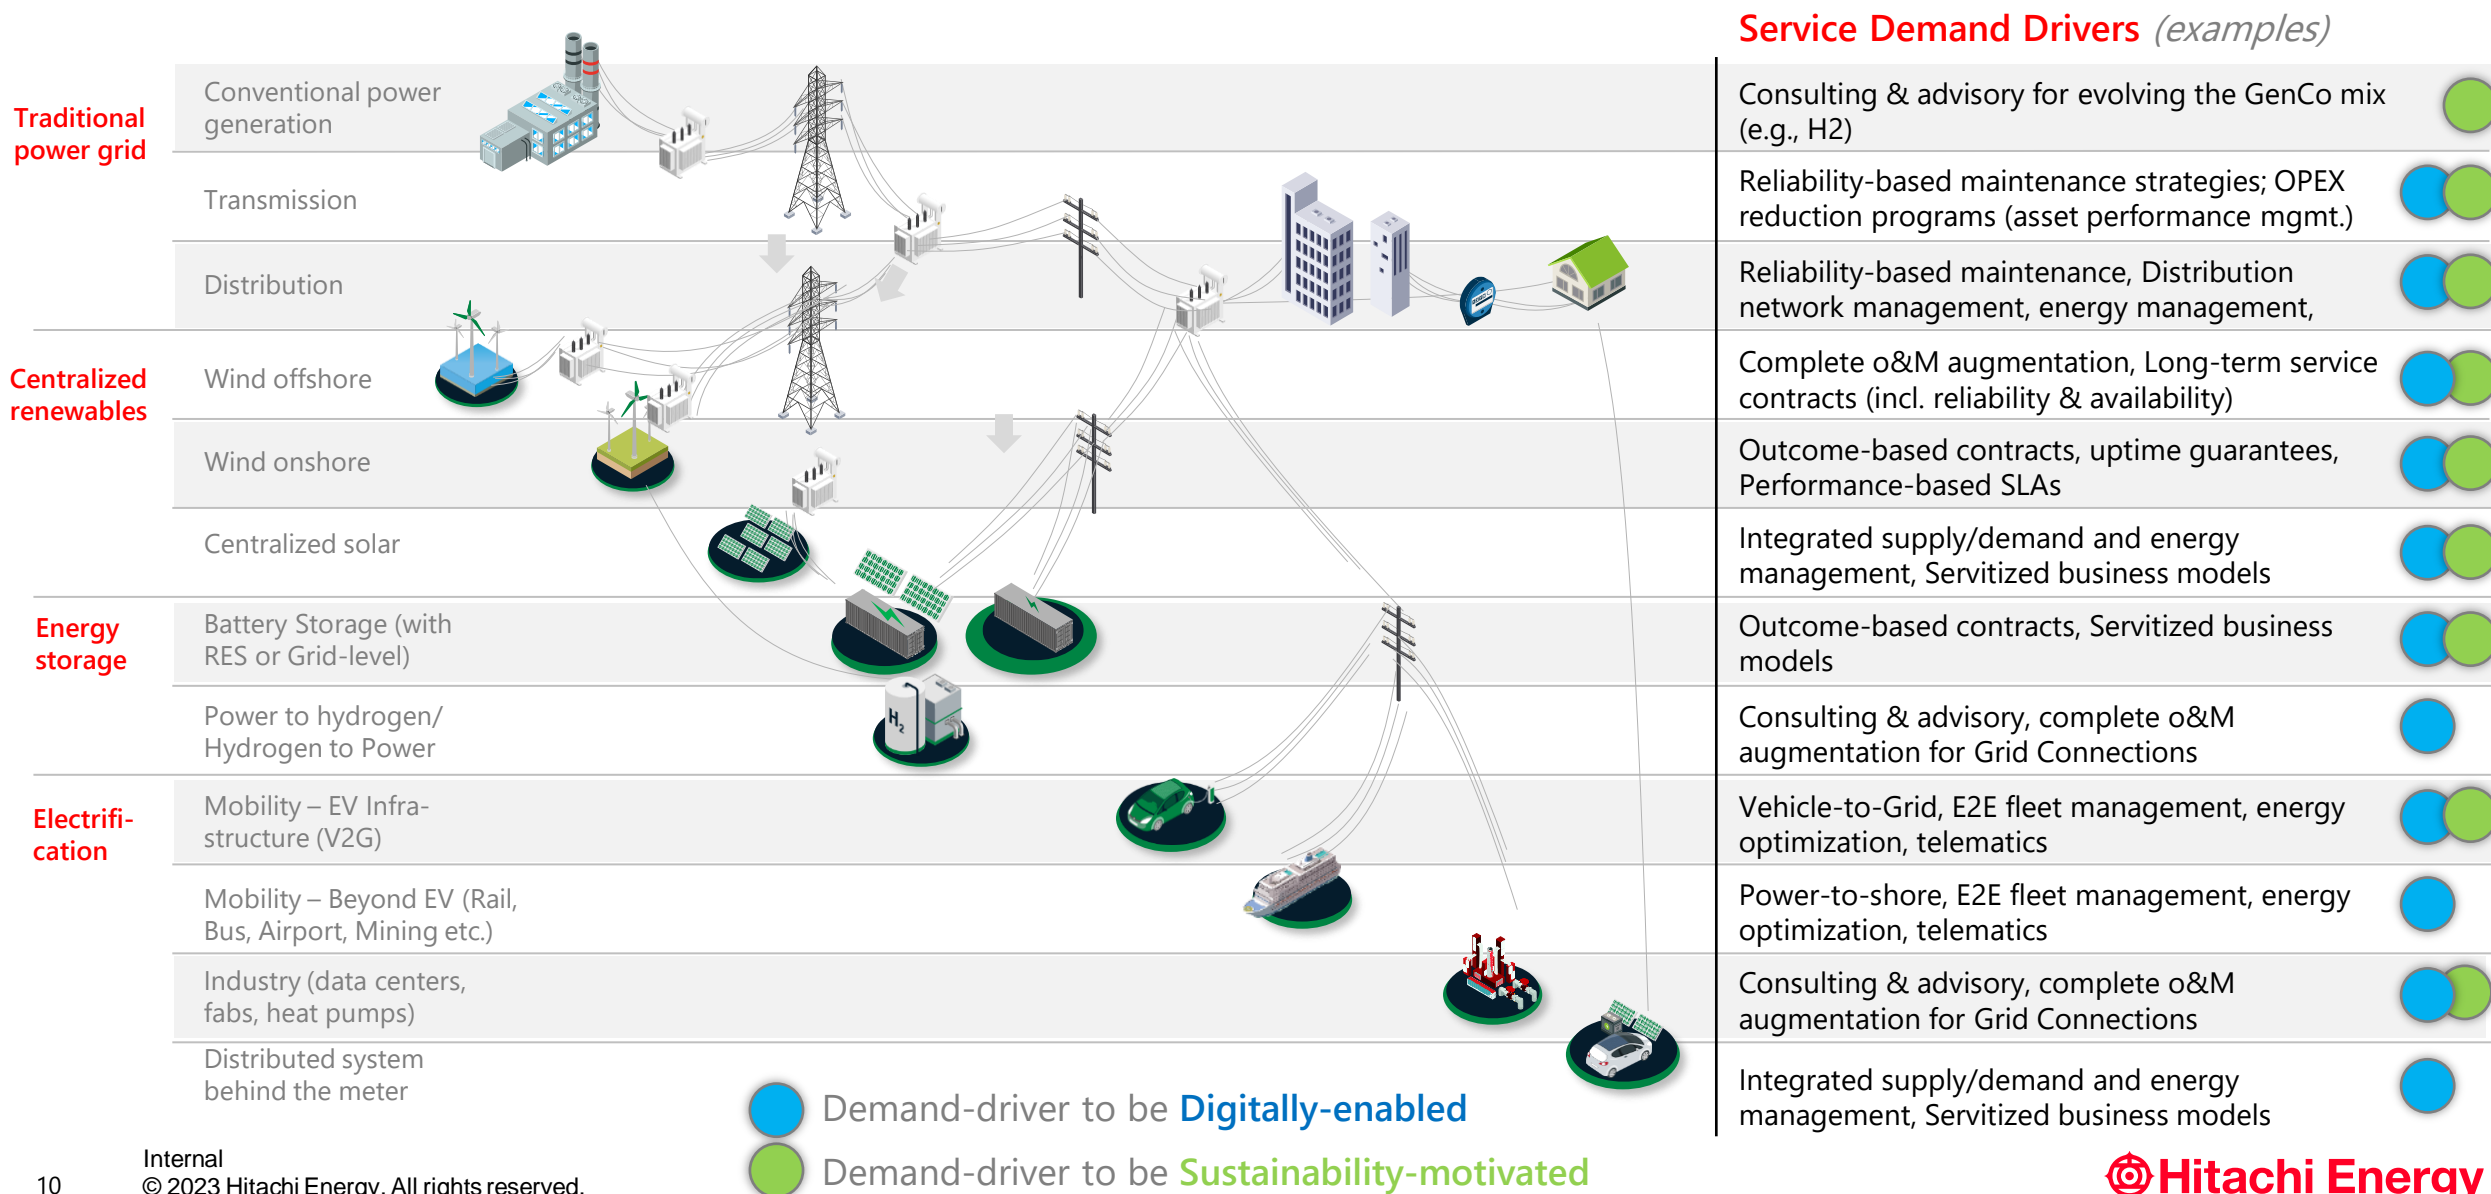 Service Demand Drivers (examples)
Traditional
power grid
Conventional power
generation
Consulting & advisory for evolving the GenCo mix
(e.g., H2)
Transmission
Reliability-based maintenance strategies; OPEX
reduction programs (asset performance mgmt.)
Distribution
Reliability-based maintenance, Distribution
network management, energy management,
Centralized
renewables
Wind offshore
Complete o&M augmentation, Long-term service
contracts (incl. reliability & availability)
Wind onshore
Outcome-based contracts, uptime guarantees,
Performance-based SLAs
Centralized solar
Integrated supply/demand and energy
management, Servitized business models
Energy
storage
Battery Storage (with
RES or Grid-level)
Outcome-based contracts, Servitized business
models
Power to hydrogen/
Hydrogen to Power
H2
Consulting & advisory, complete o&M
augmentation for Grid Connections
Electrifi-
cation
Mobility – EV Infra-
structure (V2G)
Vehicle-to-Grid, E2E fleet management, energy
optimization, telematics
Mobility – Beyond EV (Rail,
Bus, Airport, Mining etc.)
Power-to-shore, E2E fleet management, energy
optimization, telematics
Industry (data centers,
fabs, heat pumps)
Consulting & advisory, complete o&M
augmentation for Grid Connections
Distributed system
behind the meter
Integrated supply/demand and energy
management, Servitized business models
Demand-driver to be Digitally-enabled
Demand-driver to be Sustainability-motivated
Internal
10
© 2023 Hitachi Energy. All rights reserved.
Hitachi Energy